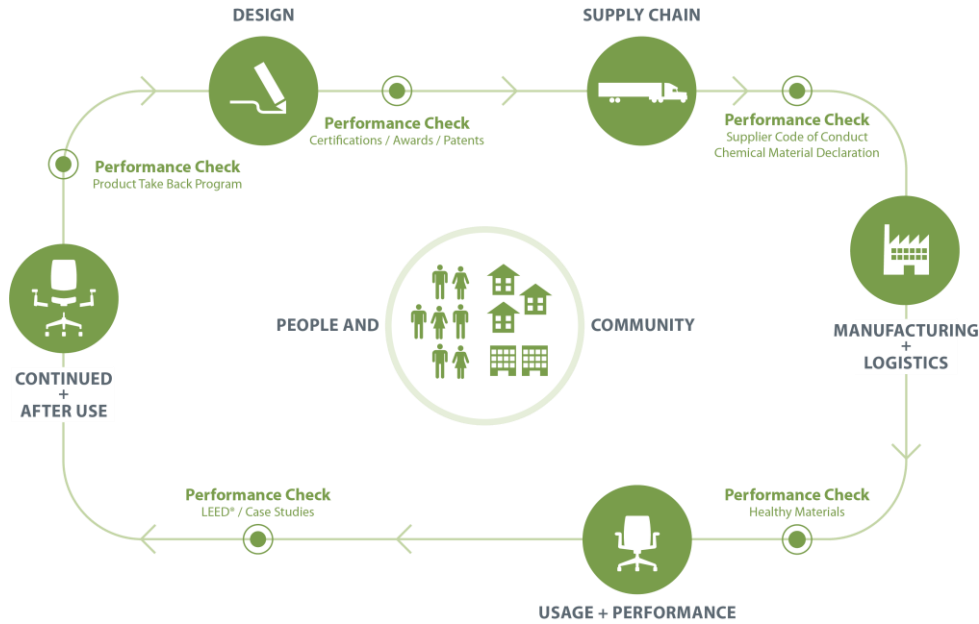 DESIGN
SUPPLY CHAIN
Performance Check
Certifications / Awards / Patents
Performance Check
Supplier Code of Conduct
Chemical Material Declaration
Performance Check
Product Take Back Program
PEOPLE AND
COMMUNITY
MANUFACTURING
+
LOGISTICS
CONTINUED
+
AFTER USE
Performance Check
LEED® / Case Studies
Performance Check
Healthy Materials
USAGE + PERFORMANCE